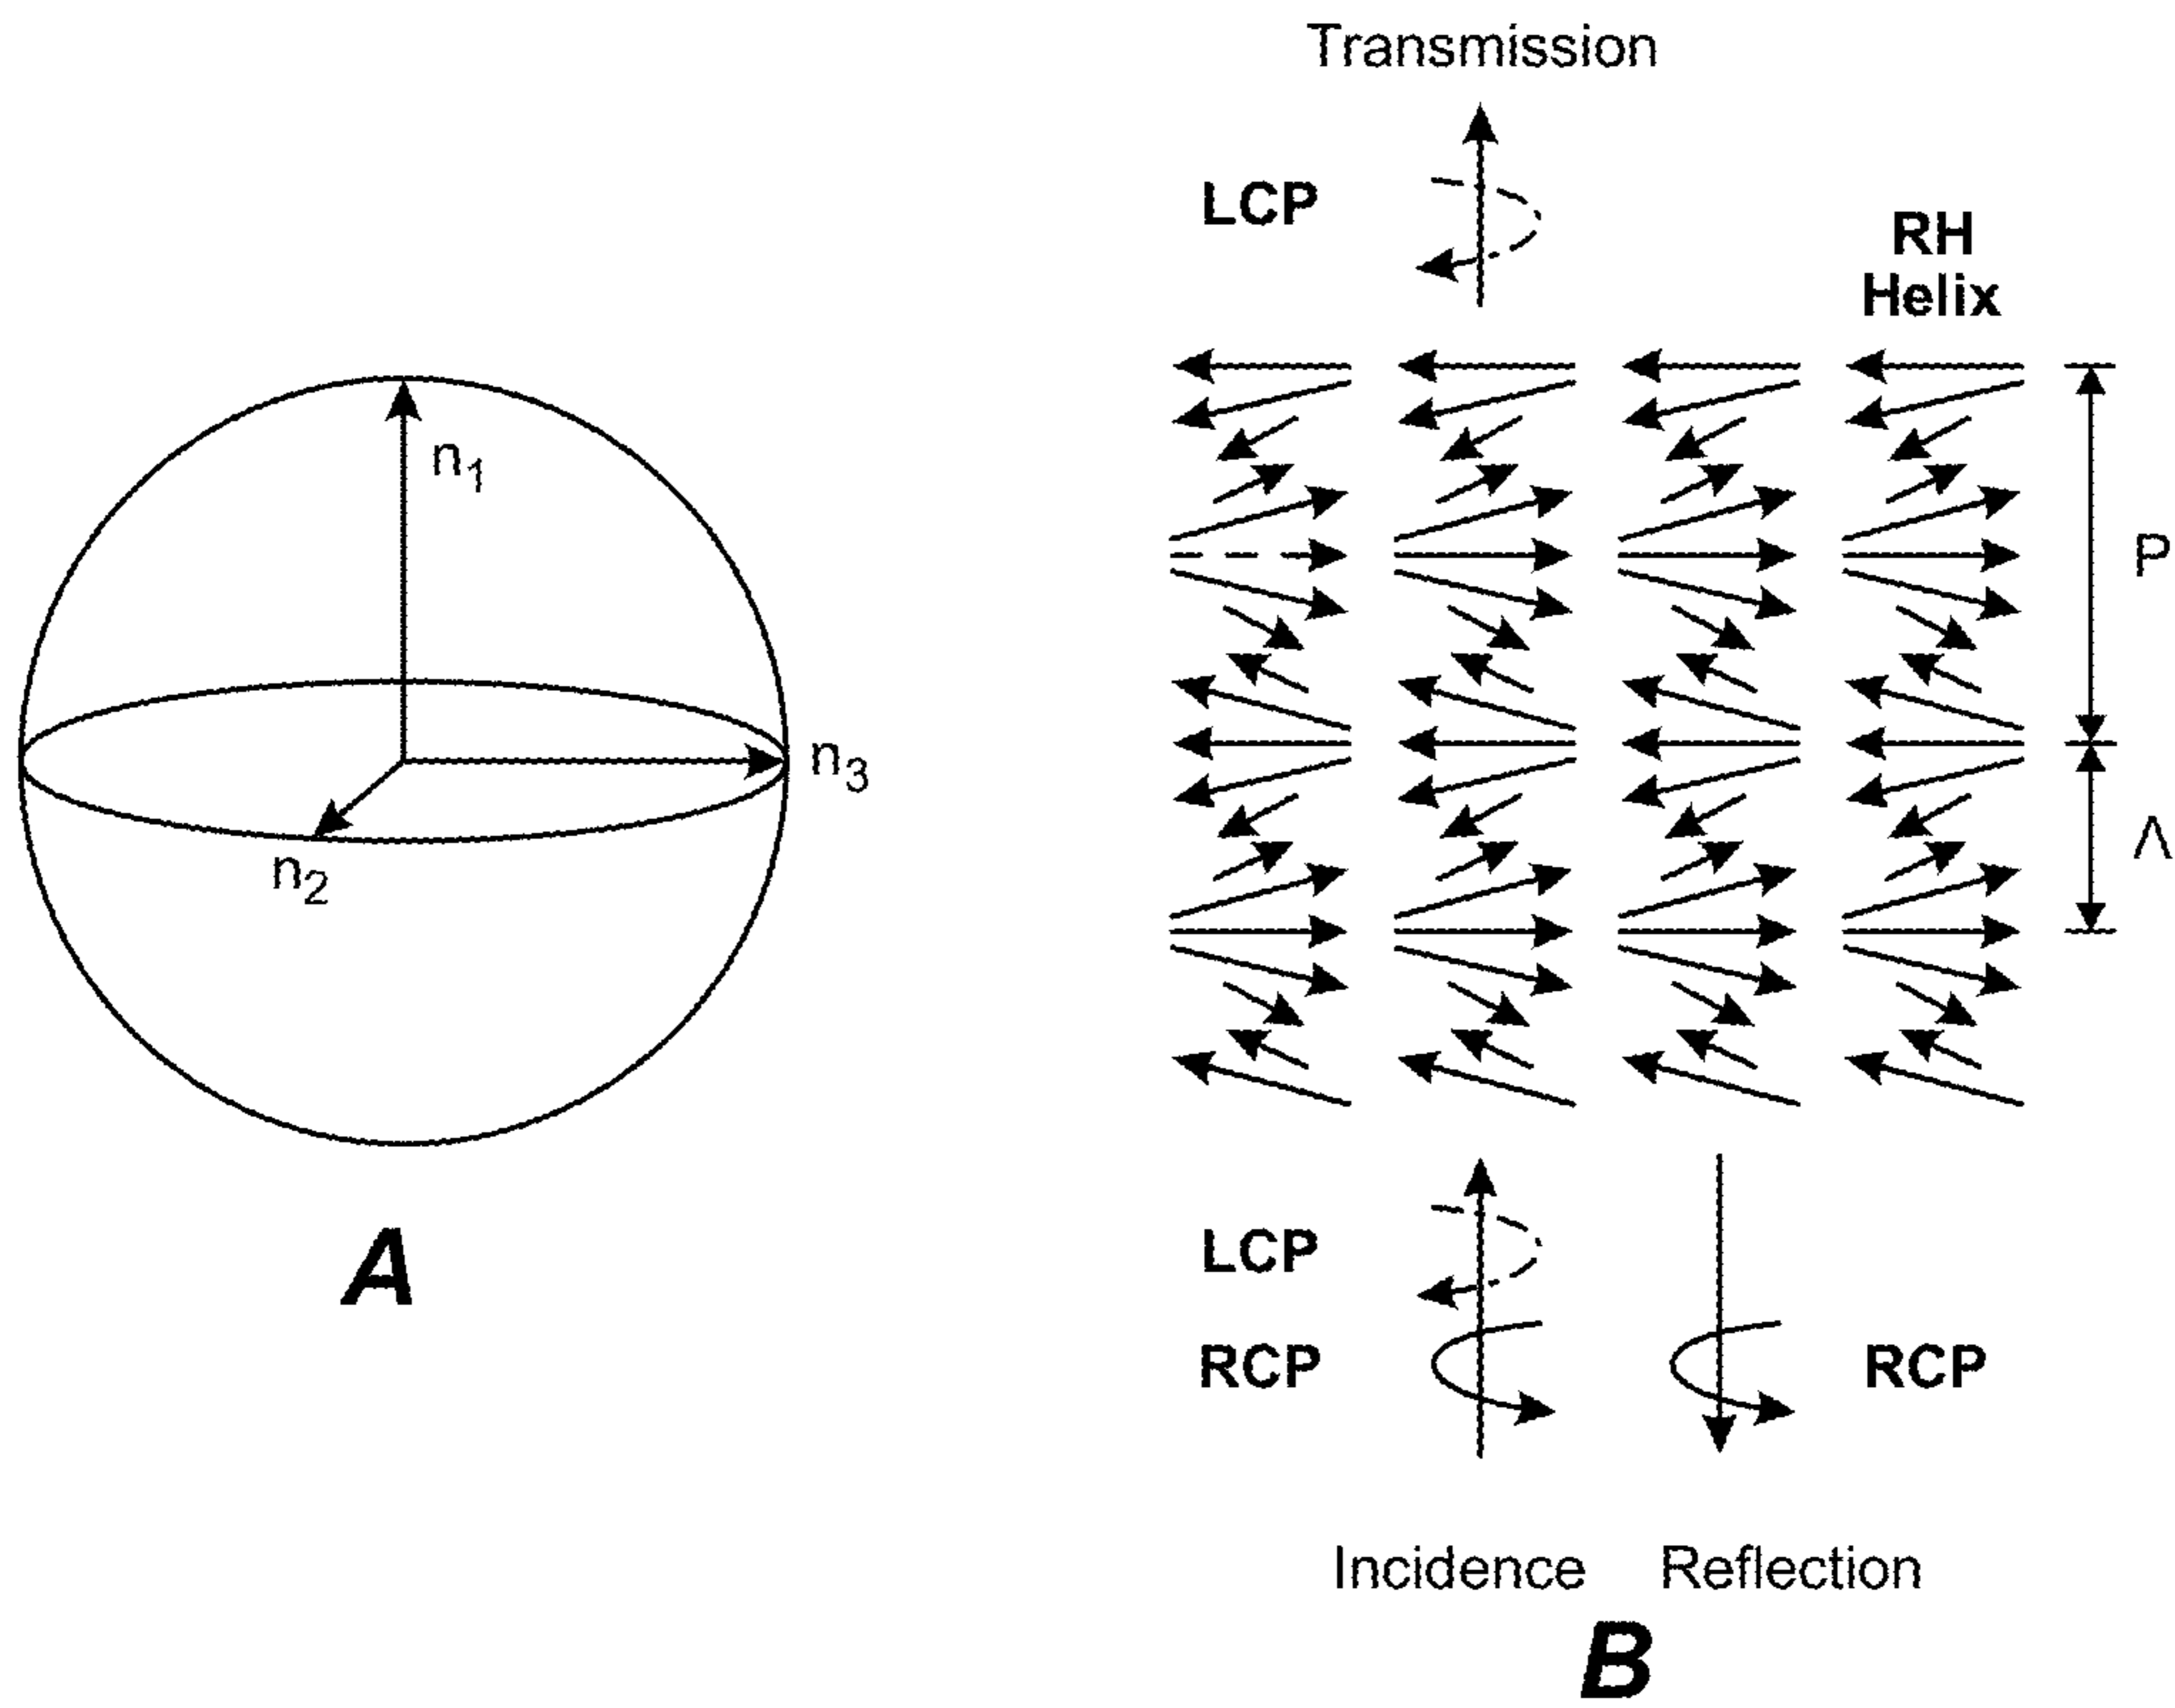 Transmission
LCP
RH
Helix
n1
n2
n3
P
Λ
LCP
RCP
RCP
Incidence
Reflection
A
B